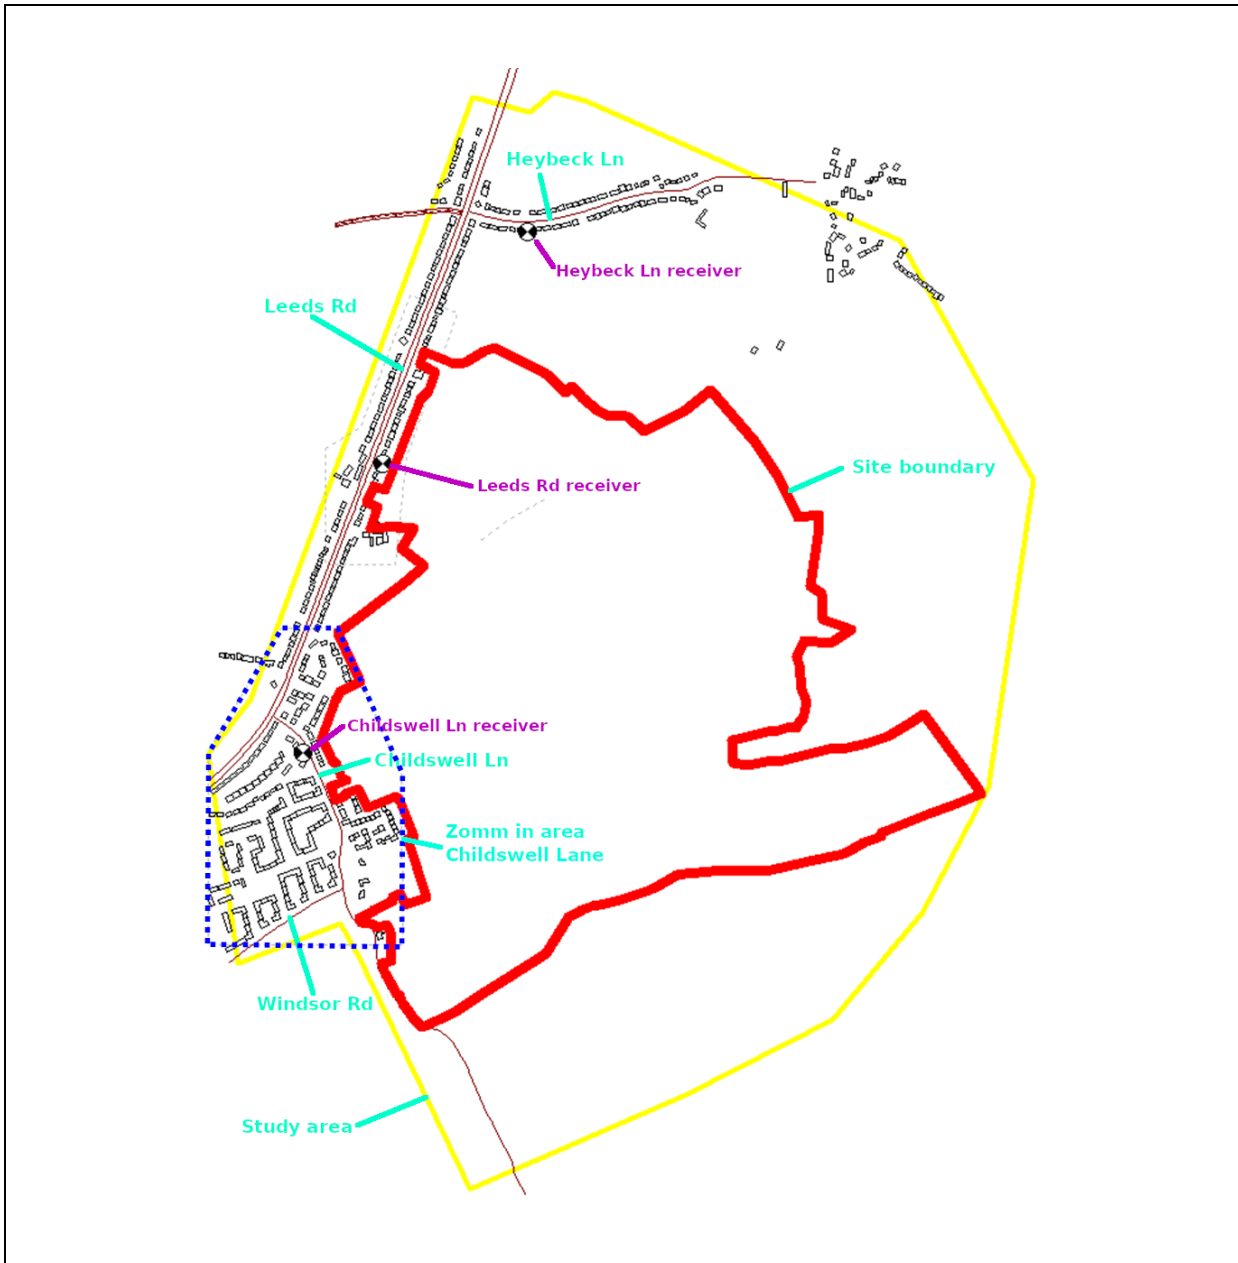 Heybeck Ln
Heybeck Ln receiver
Leeds Rd
Site boundary
Leeds Rd receiver
Childswell Ln receiver
Childswell Ln
Zomm in area
Childswell Lane
Windsor Rd
Study area